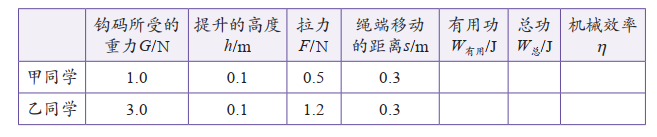 钩码所受的重力G/N 提升的高度h/m 拉力F/N 绳端移动的距离s/m 有用功W有用/J 总功W总/J 机械效率η
甲同学 1.0 0.1 0.5 0.3
乙同学 3.0 0.1 1.2 0.3